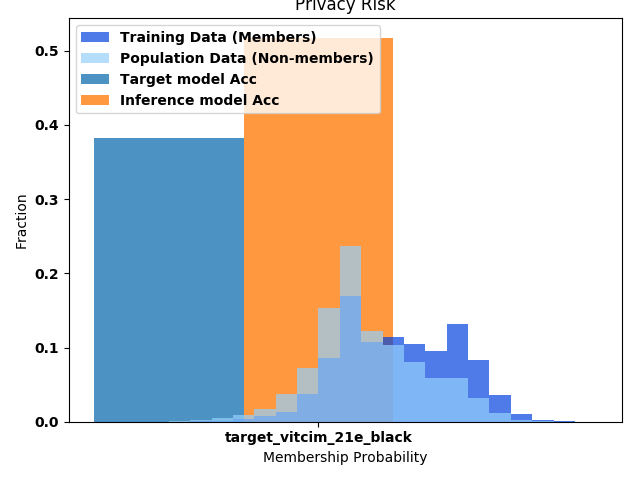 Privacy Risk
Training Data (Members)
Population Data (Non-members)
Target model Acc
Inference model Acc
0.5
0.4
0.3
0.2
0.1
0.0
Fraction
target_vitcim_21e_black
Membership Probability